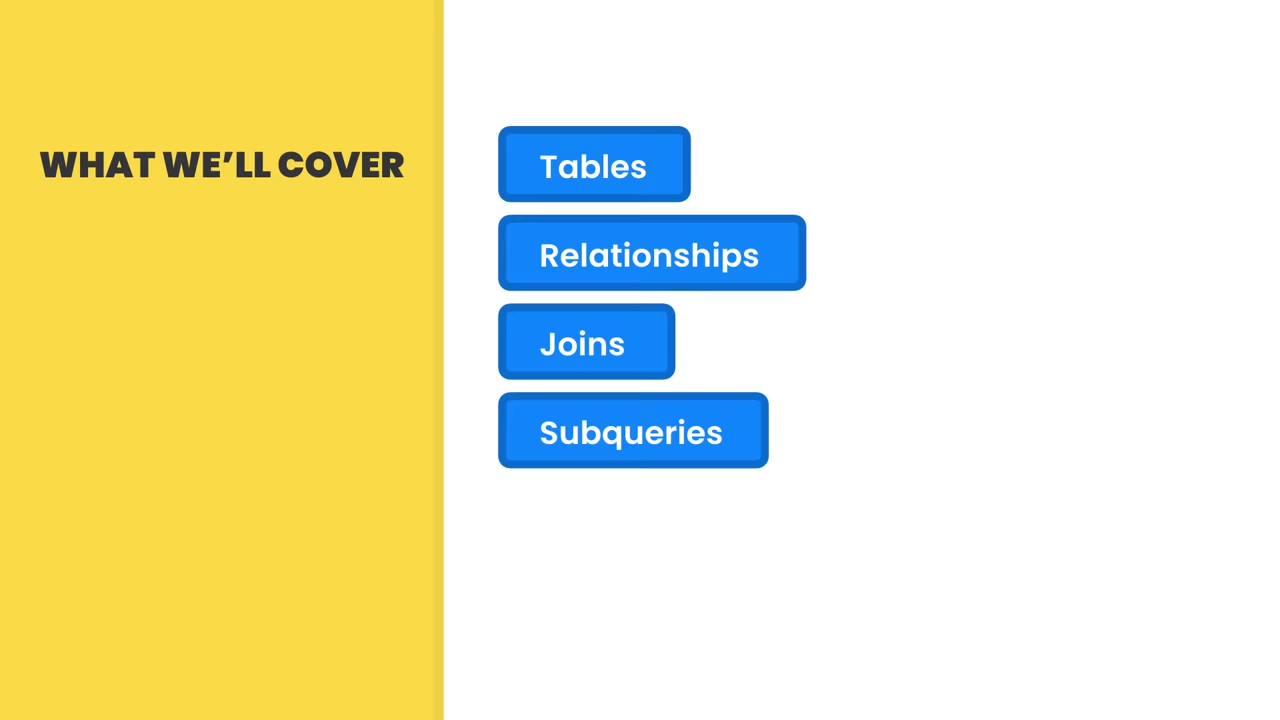 WHAT WE’LL COVER
Tables
Relationships
Joins
Subqueries